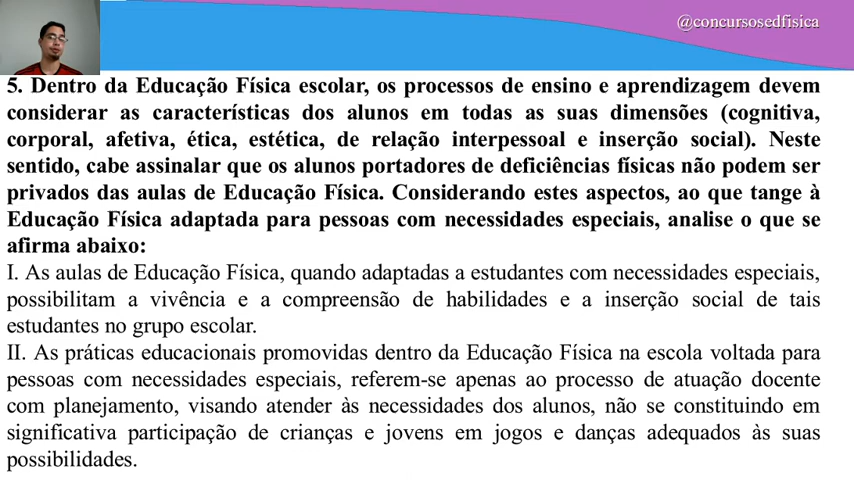 @concursosedfisica
5. Dentro da Educação Física escolar, os processos de ensino e aprendizagem devem
considerar as características dos alunos em todas as suas dimensões (cognitiva,
corporal, afetiva, ética, estética, de relação interpessoal e inserção social). Neste
sentido, cabe assinalar que os alunos portadores de deficiências físicas não podem ser
privados das aulas de Educação Física. Considerando estes aspectos, ao que tange à
Educação Física adaptada para pessoas com necessidades especiais, analise o que se
afirma abaixo:
I. As aulas de Educação Física, quando adaptadas a estudantes com necessidades especiais,
possibilitam a vivência e a compreensão de habilidades e a inserção social de tais
estudantes no grupo escolar.
II. As práticas educacionais promovidas dentro da Educação Física na escola voltada para
pessoas com necessidades especiais, referem-se apenas ao processo de atuação docente
com planejamento, visando atender às necessidades dos alunos, não se constituindo em
significativa participação de crianças e jovens em jogos e danças adequados às suas
possibilidades.